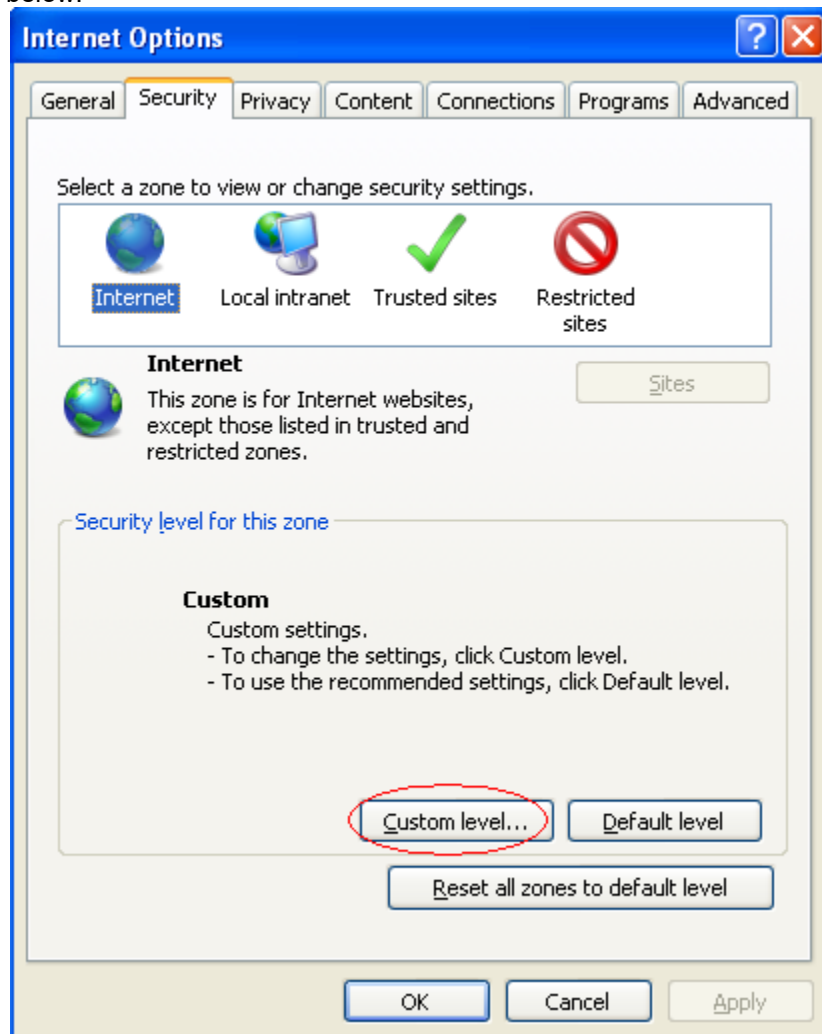 below:
Internet Options
General Security Privacy Content Connections Programs Advanced
Select a zone to view or change security settings.
Internet Local intranet Trusted sites Restricted sites
Internet
Sites
This zone is for Internet websites,
except those listed in trusted and
restricted zones.
Security level for this zone
Custom
Custom settings.
- To change the settings, click Custom level.
- To use the recommended settings, click Default level.
Custom level... Default level
Reset all zones to default level
OK Cancel Apply